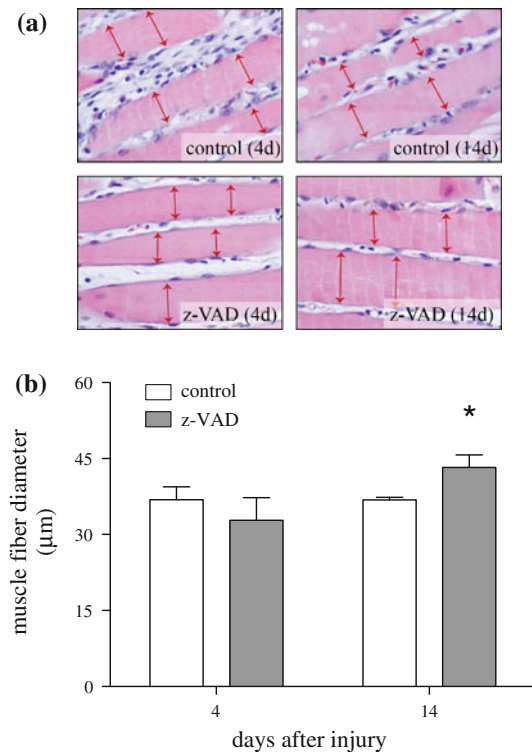 (a)
control (4d)
control (14d)
z-VAD (4d)
z-VAD (14d)
(b)
control
z-VAD
*
60
45
30
15
0
muscle fiber diameter
(µm)
4
14
days after injury